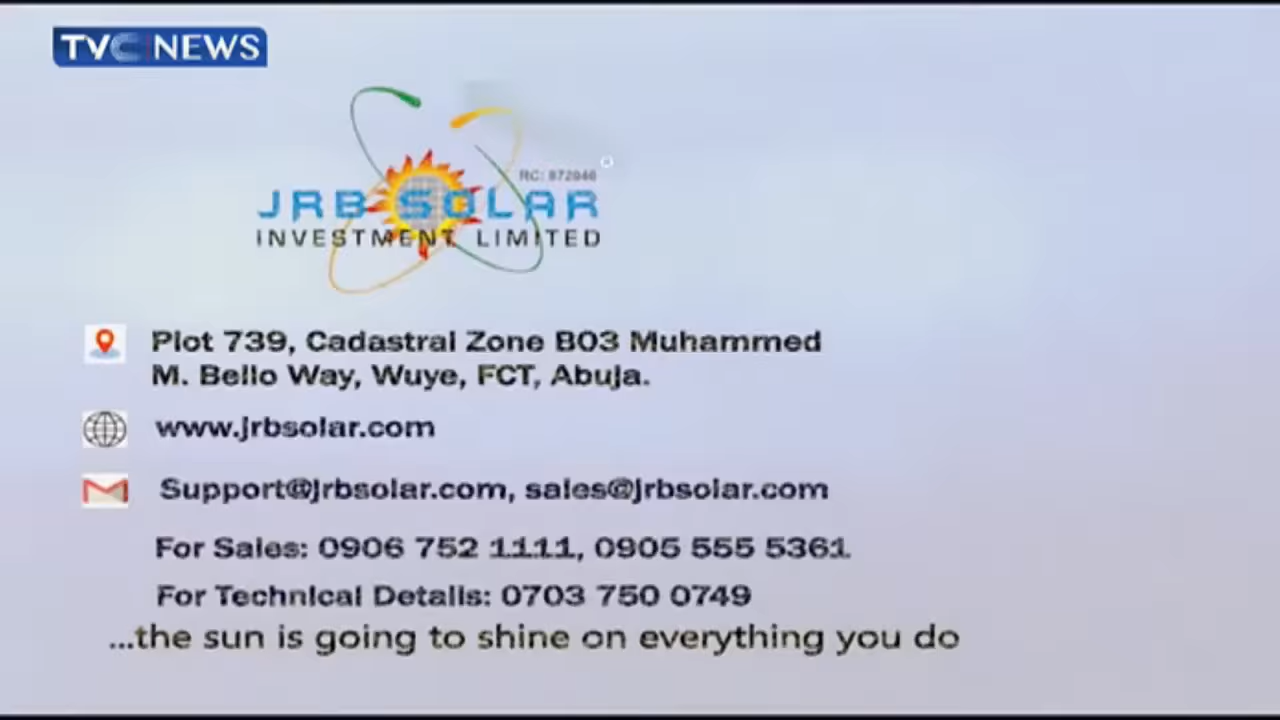 TVC NEWS
RC: 872946
JRB SOLAR
INVESTMENT LIMITED
Plot 739, Cadastral Zone B03 Muhammed
M. Bello Way, Wuye, FCT, Abuja.
www.jrbsolar.com
Support@jrbsolar.com, sales@jrbsolar.com
For Sales: 0906 752 1111, 0905 555 5361
For Technical Details: 0703 750 0749
...the sun is going to shine on everything you do